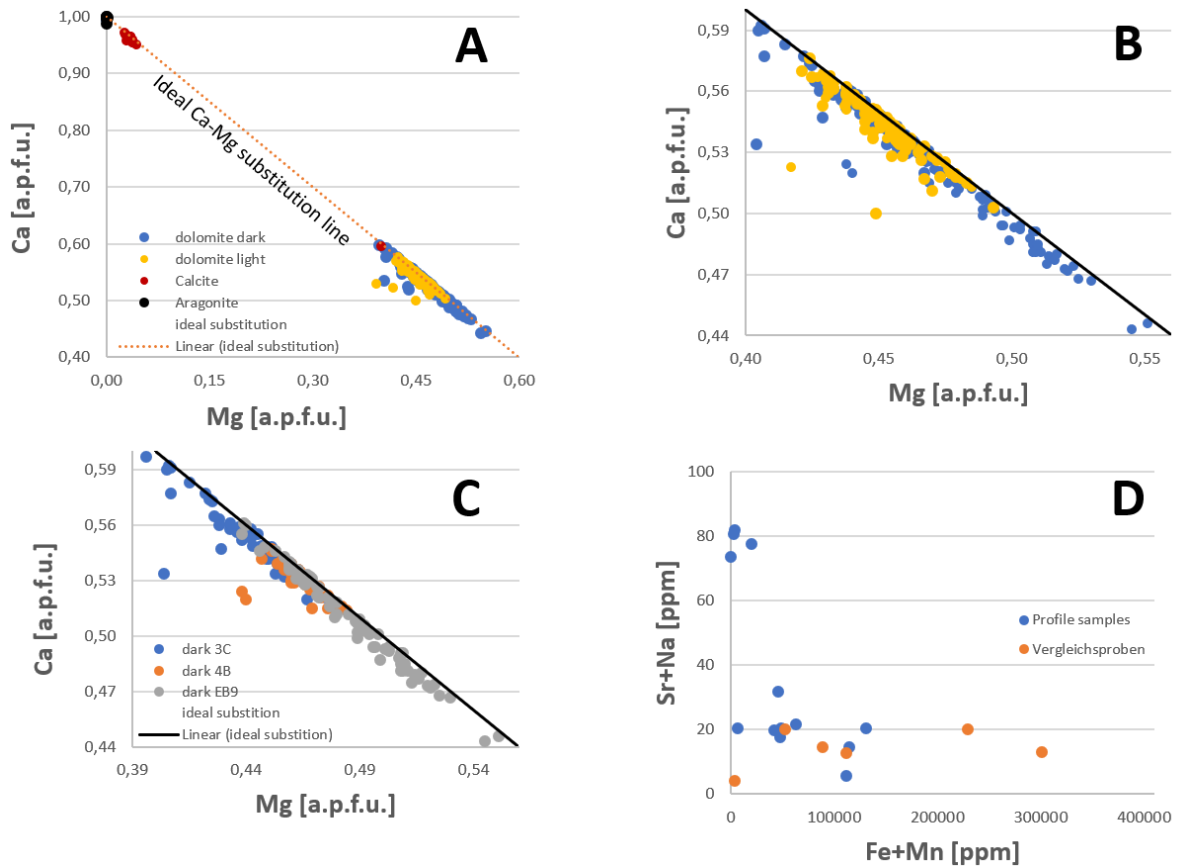 A
1,00
0,90
0,80
0,70
0,60
0,50
0,40
Ca [a.p.f.u.]
Ideal Ca-Mg substitution line
dolomite dark
dolomite light
Calcite
Aragonite
ideal substitution
Linear (ideal substitution)
0,00 0,15 0,30 0,45 0,60
Mg [a.p.f.u.]
B
0,59
0,56
0,53
0,50
0,47
0,44
Ca [a.p.f.u.]
0,40 0,45 0,50 0,55
Mg [a.p.f.u.]
C
0,59
0,56
0,53
0,50
0,47
0,44
Ca [a.p.f.u.]
dark 3C
dark 4B
dark EB9
ideal substition
Linear (ideal substition)
0,39 0,44 0,49 0,54
Mg [a.p.f.u.]
D
100
80
60
40
20
0
Sr+Na [ppm]
Profile samples
Vergleichsproben
0 100000 200000 300000 400000
Fe+Mn [ppm]